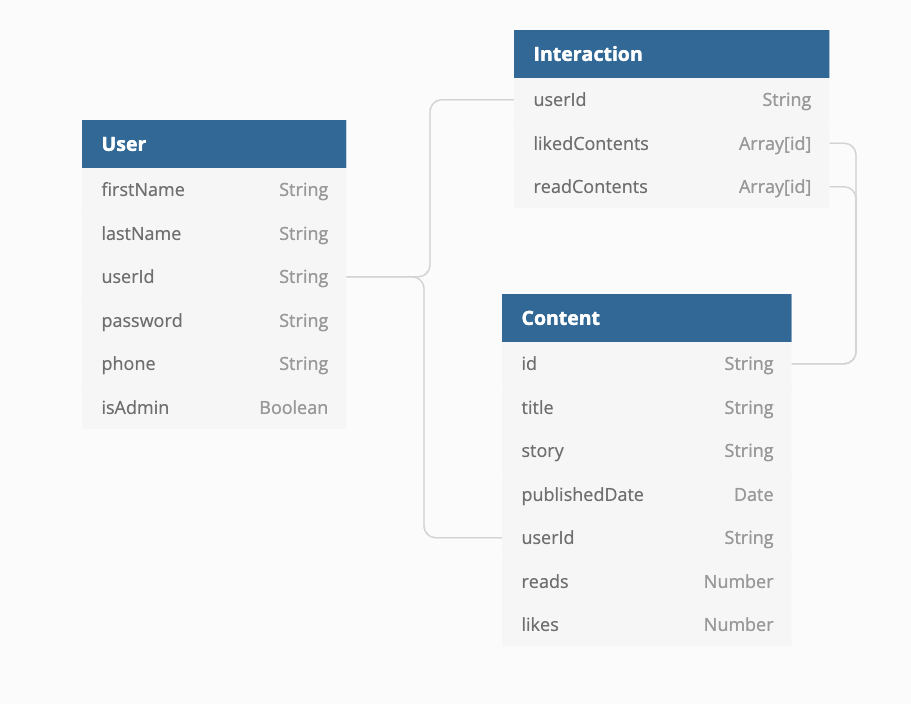 User
firstName String
lastName String
userId String
password String
phone String
isAdmin Boolean
Interaction
userId String
likedContents Array[id]
readContents Array[id]
Content
id String
title String
story String
publishedDate Date
userId String
reads Number
likes Number